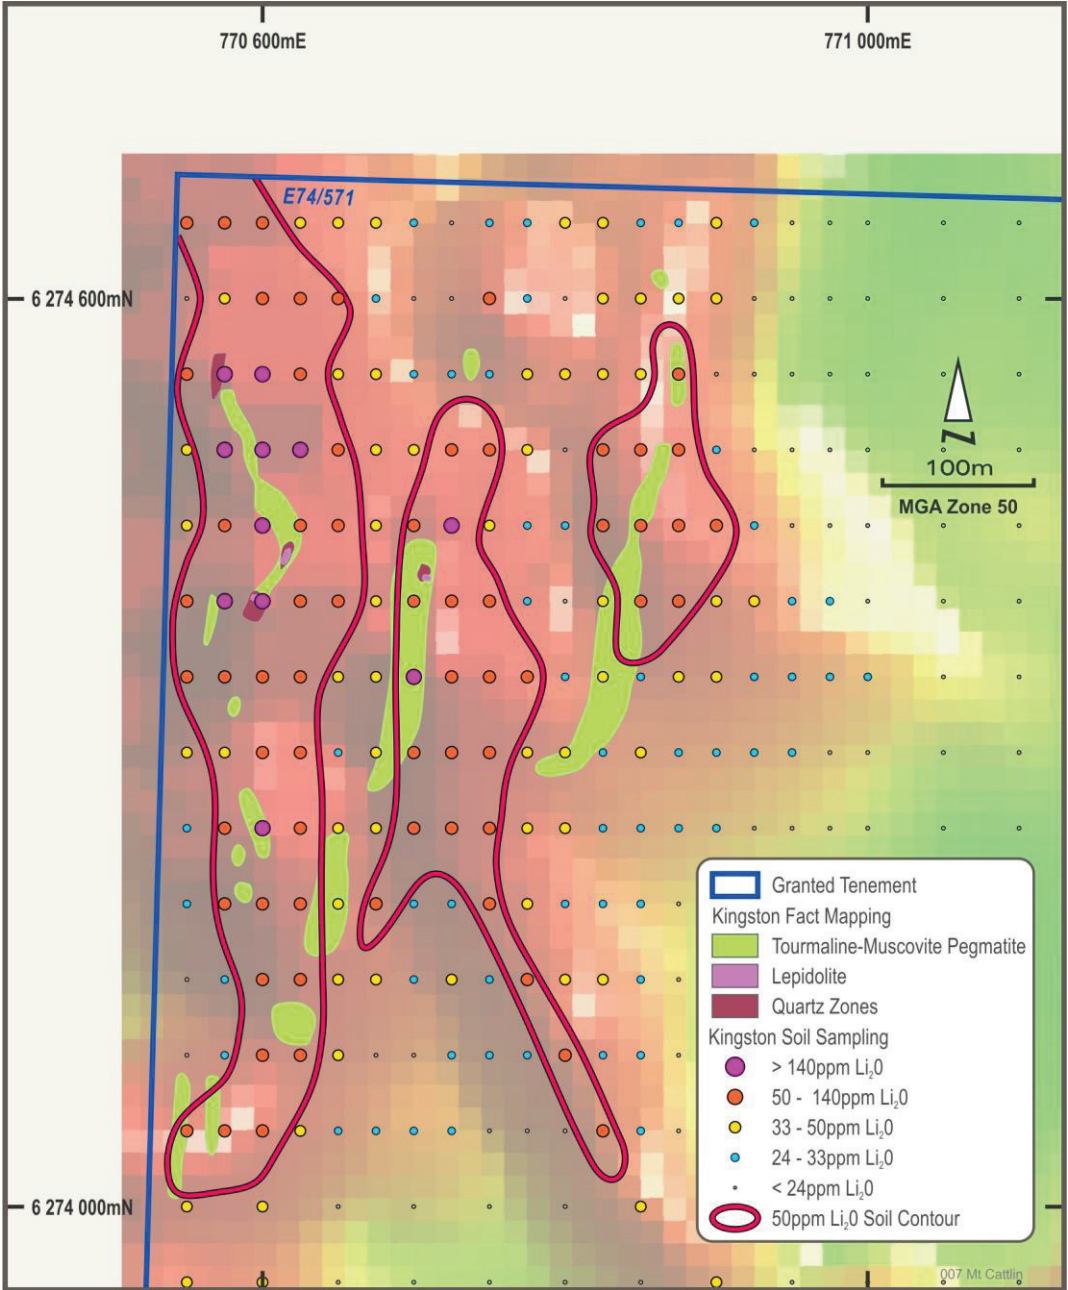 770 600mE
771 000mE
E74/571
6 274 600mN
100m
MGA Zone 50
Granted Tenement
Kingston Fact Mapping
Tourmaline-Muscovite Pegmatite
Lepidolite
Quartz Zones
Kingston Soil Sampling
> 140ppm Li₂0
50 - 140ppm Li₂0
33 - 50ppm Li₂0
24 - 33ppm Li₂0
< 24ppm Li₂0
50ppm Li₂0 Soil Contour
6 274 000mN
007 Mt Cattlin